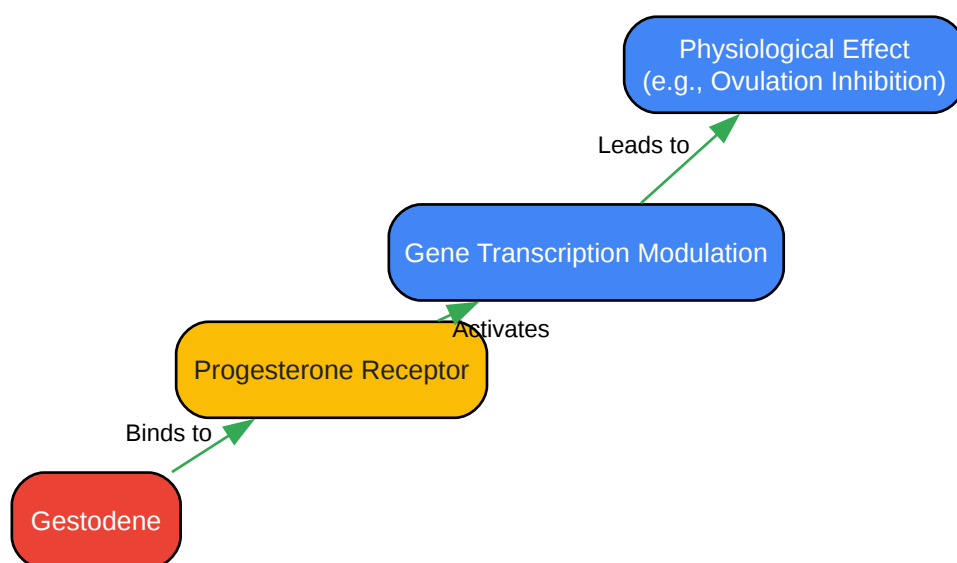 Physiological Effect
(e.g., Ovulation Inhibition)
Leads to
Gene Transcription Modulation
Activates
Progesterone Receptor
Binds to
Gestodene